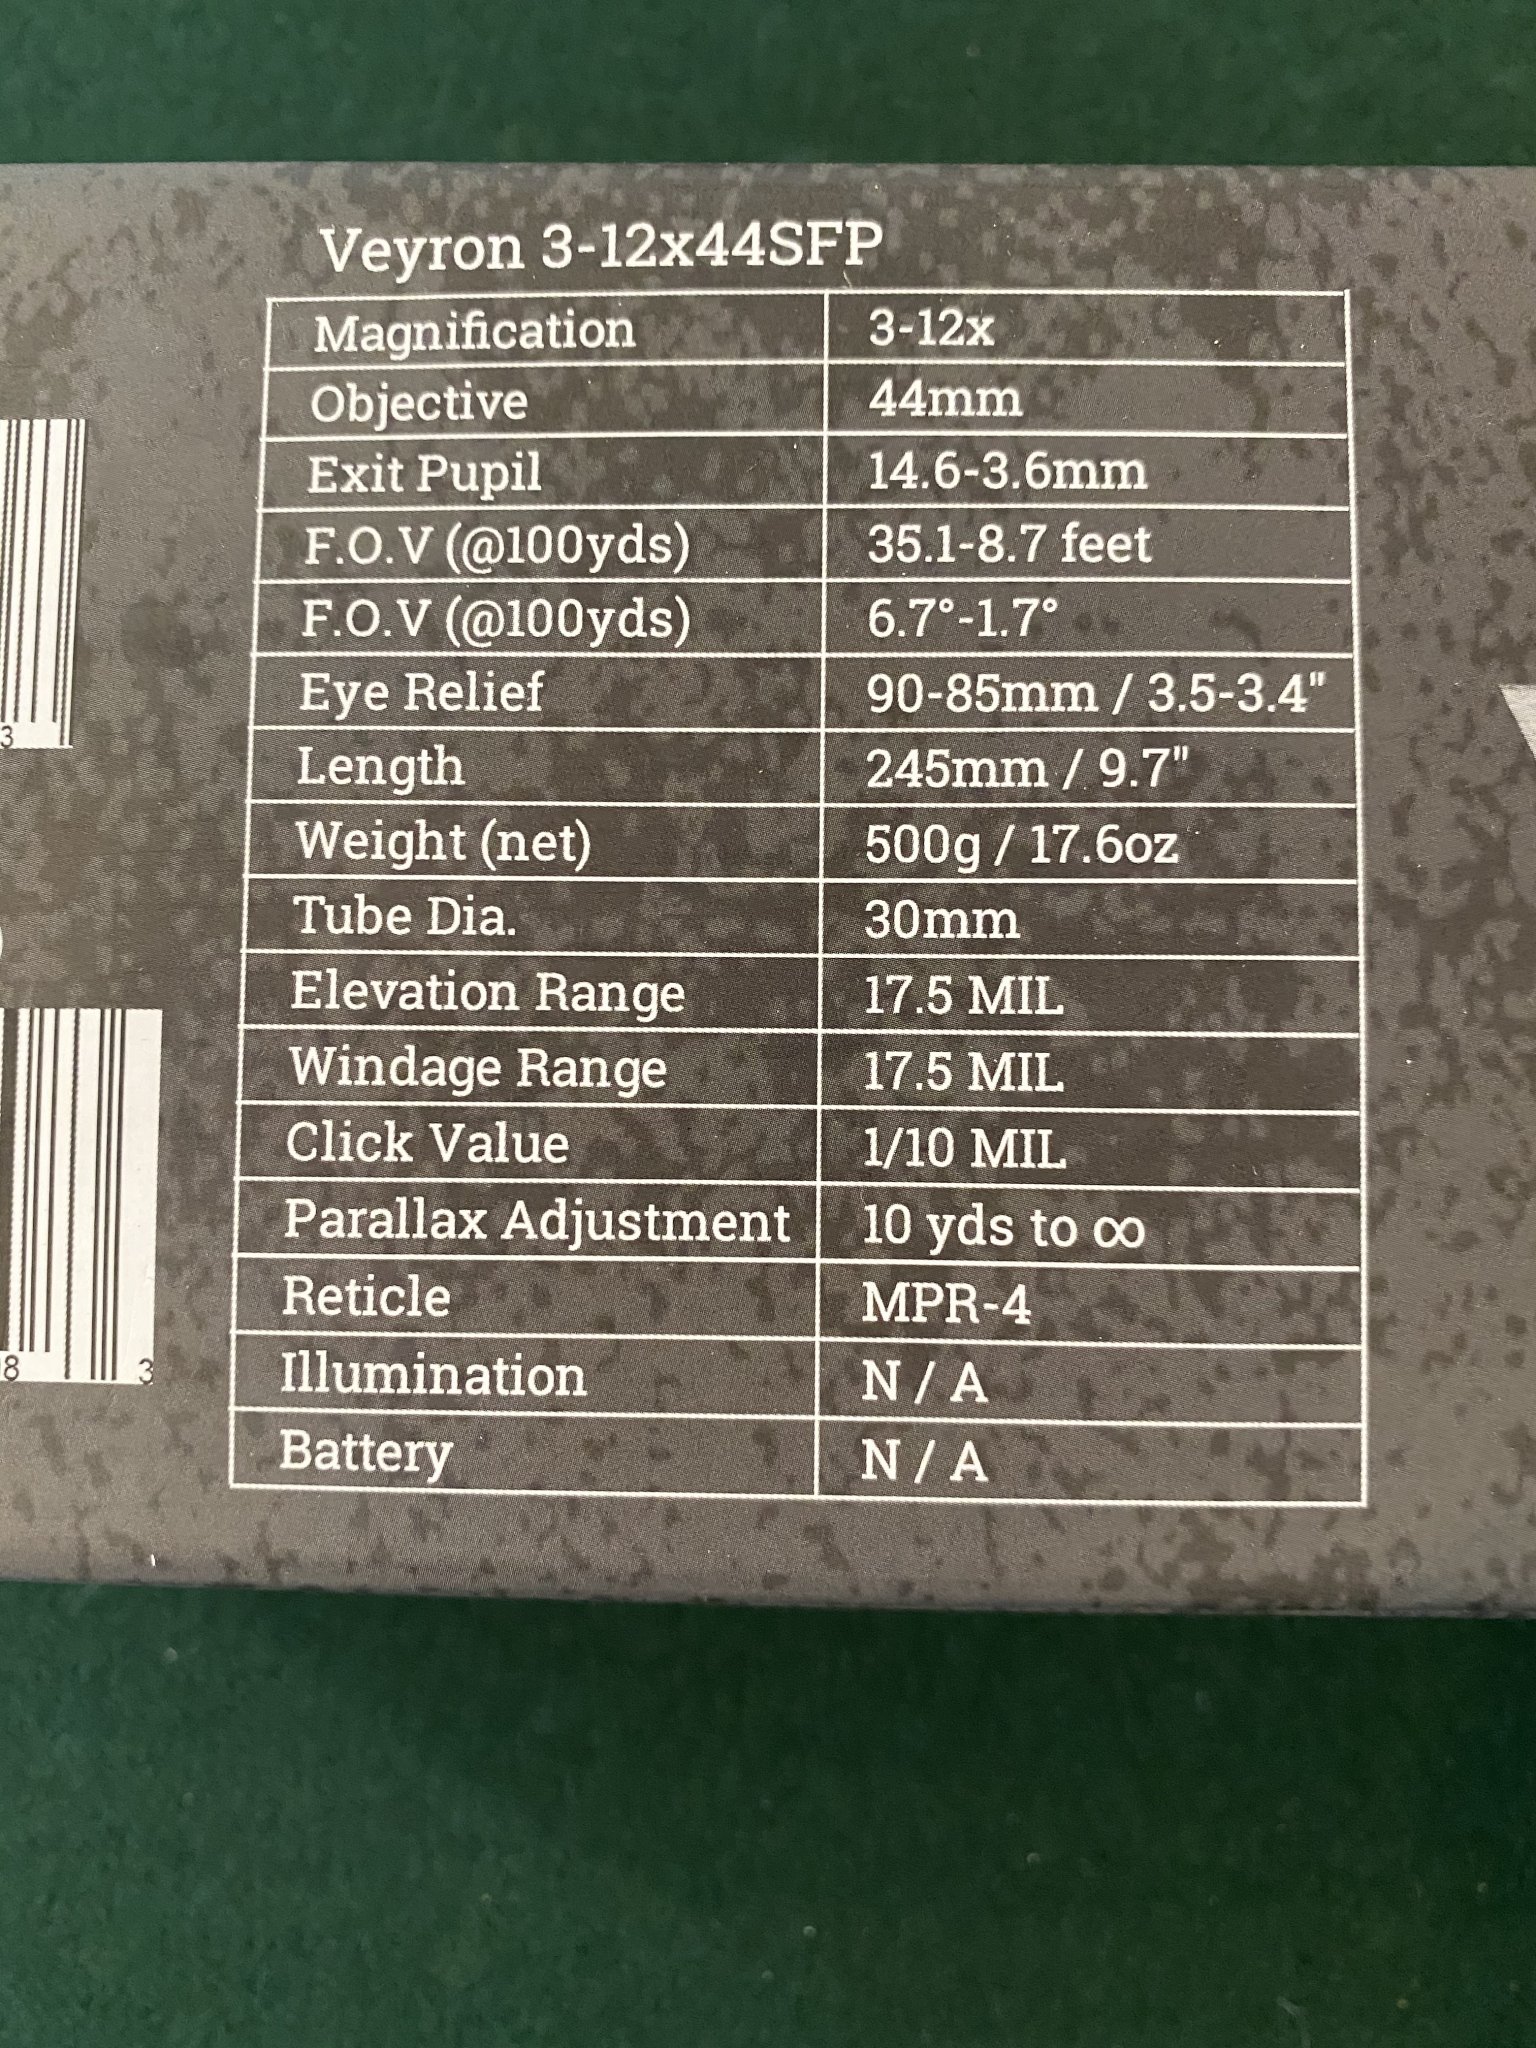 Veyron 3-12x44SFP
Magnification 3-12x
Objective 44mm
Exit Pupil 14.6-3.6mm
F.O.V (@100yds) 35.1-8.7 feet
F.O.V (@100yds) 6.7°-1.7°
Eye Relief 90-85mm / 3.5-3.4"
Length 245mm / 9.7"
Weight (net) 500g / 17.6oz
Tube Dia. 30mm
Elevation Range 17.5 MIL
Windage Range 17.5 MIL
Click Value 1/10 MIL
Parallax Adjustment 10 yds to ∞
Reticle MPR-4
Illumination N / A
Battery N / A
3
8 3